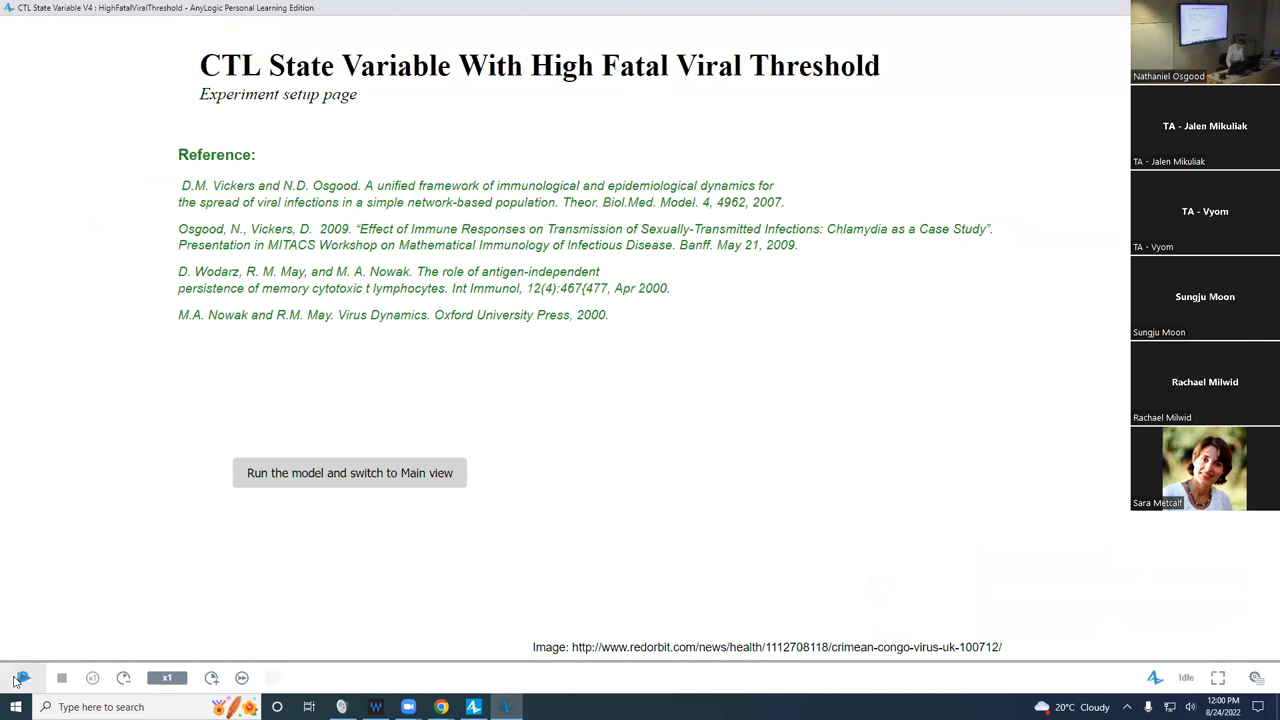 CTL State Variable V4 : HighFatalViralThreshold - AnyLogic Personal Learning Edition
CTL State Variable With High Fatal Viral Threshold
Experiment setup page
Reference:
D.M. Vickers and N.D. Osgood. A unified framework of immunological and epidemiological dynamics for
the spread of viral infections in a simple network-based population. Theor. Biol.Med. Model. 4, 4962, 2007.
Osgood, N., Vickers, D.  2009. “Effect of Immune Responses on Transmission of Sexually-Transmitted Infections: Chlamydia as a Case Study”.
Presentation in MITACS Workshop on Mathematical Immunology of Infectious Disease. Banff. May 21, 2009.
D. Wodarz, R. M. May, and M. A. Nowak. The role of antigen-independent
persistence of memory cytotoxic t lymphocytes. Int Immunol, 12(4):467{477, Apr 2000.
M.A. Nowak and R.M. May. Virus Dynamics. Oxford University Press, 2000.
Run the model and switch to Main view
Image: http://www.redorbit.com/news/health/1112708118/crimean-congo-virus-uk-100712/
Nathaniel Osgood
TA - Jalen Mikuliak
TA - Jalen Mikuliak
TA - Vyom
TA - Vyom
Sungju Moon
Sungju Moon
Rachael Milwid
Rachael Milwid
Sara Metcalf
x1
x1
Idle
Type here to search
20°C Cloudy
12:00 PM
8/24/2022